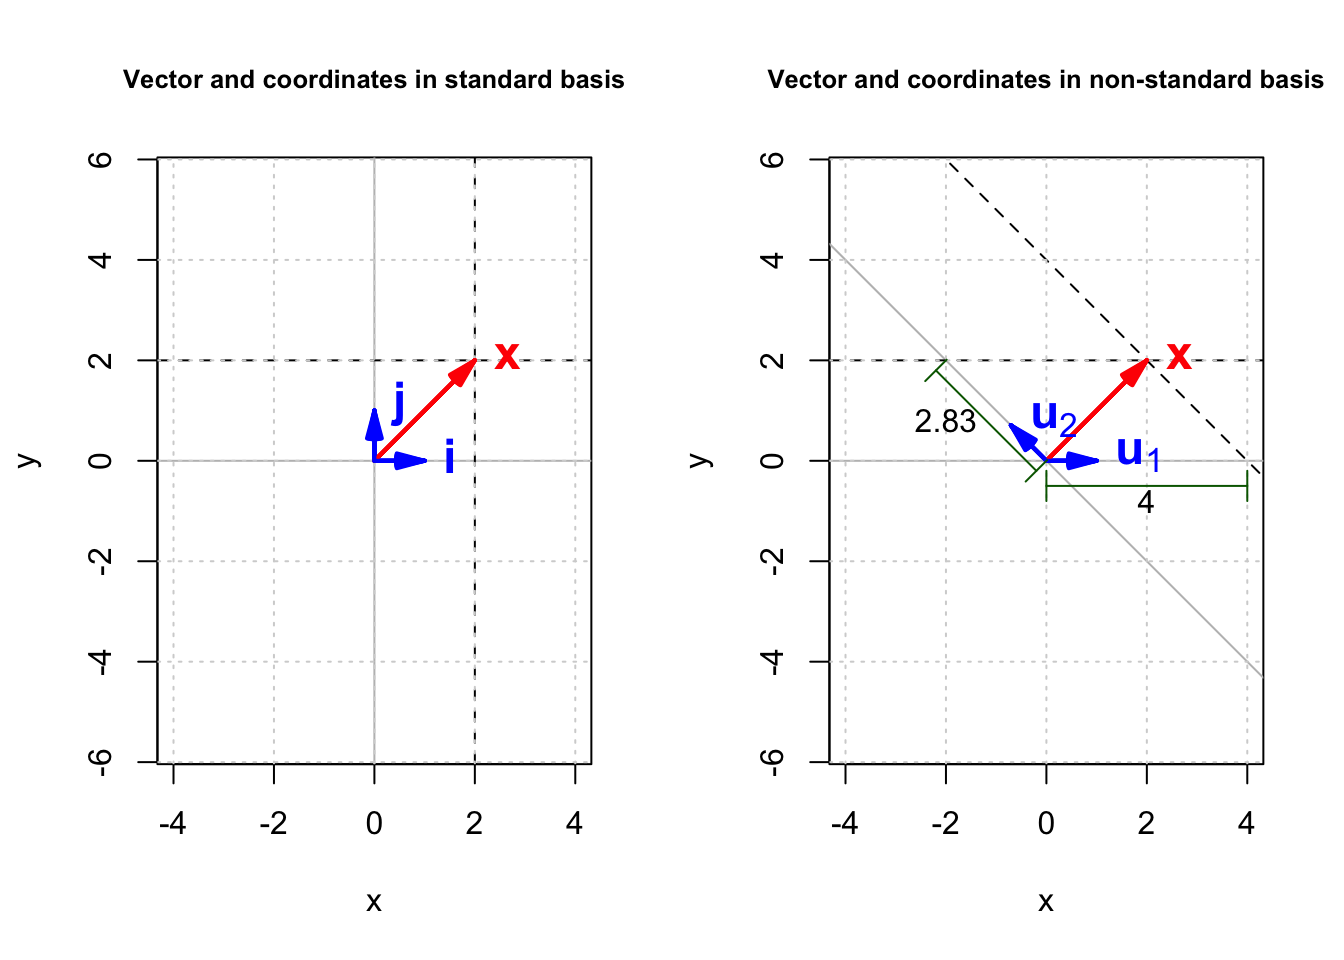 Vector and coordinates in standard basis
6
4
2
0
-2
-4
-6
y
x
j
i
-4 -2 0 2 4
x
Vector and coordinates in non-standard basis
6
4
2
0
-2
-4
-6
y
x
u2
2.83
u1
4
-4 -2 0 2 4
x